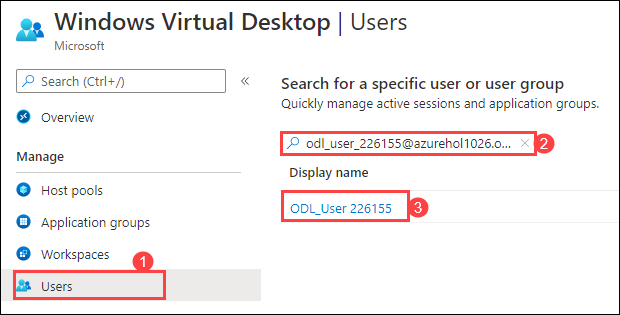 Windows Virtual Desktop | Users
Microsoft
Search (Ctrl+/)
«
Overview
Manage
Host pools
Application groups
Workspaces
1
Users
Search for a specific user or user group
Quickly manage active sessions and application groups.
odl_user_226155@azurehol1026.o... × 2
Display name
ODL_User 226155 3